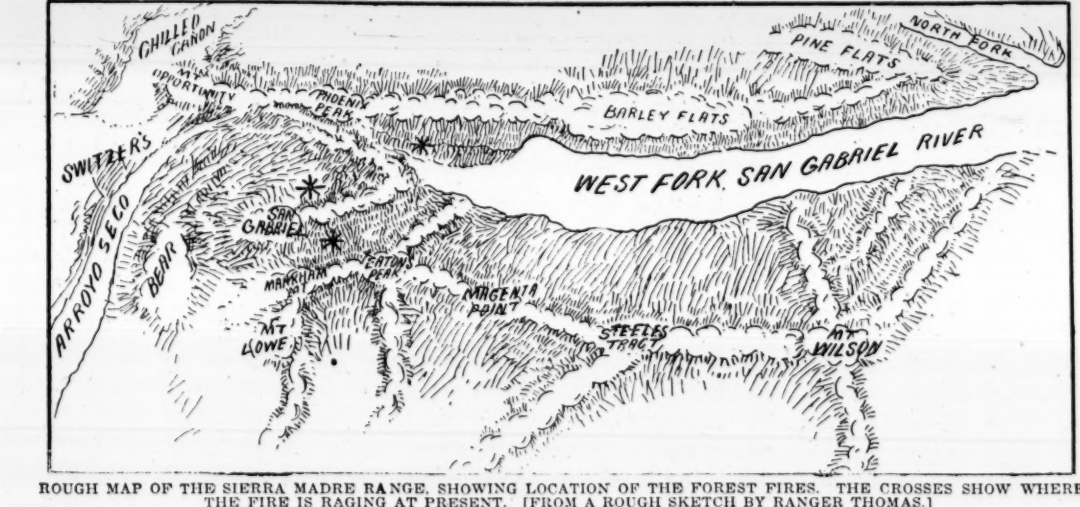 CHILLED
CAÑON
NORTH FORK
PINE FLATS
MT.
OPORTUNITY
PHOENIX
PEAK
BARLEY FLATS
SWITZER'S
WEST FORK, SAN GABRIEL RIVER
ARROYO SECO
SAN
GABRIEL
BEAR
MARKHAM
EATONS
PEAK
MAGENTA
POINT
MT.
LOWE
STEELES
TRACT
MT.
WILSON
ROUGH MAP OF THE SIERRA MADRE RANGE, SHOWING LOCATION OF THE FOREST FIRES. THE CROSSES SHOW WHERE
THE FIRE IS RAGING AT PRESENT. [FROM A ROUGH SKETCH BY RANGER THOMAS.]